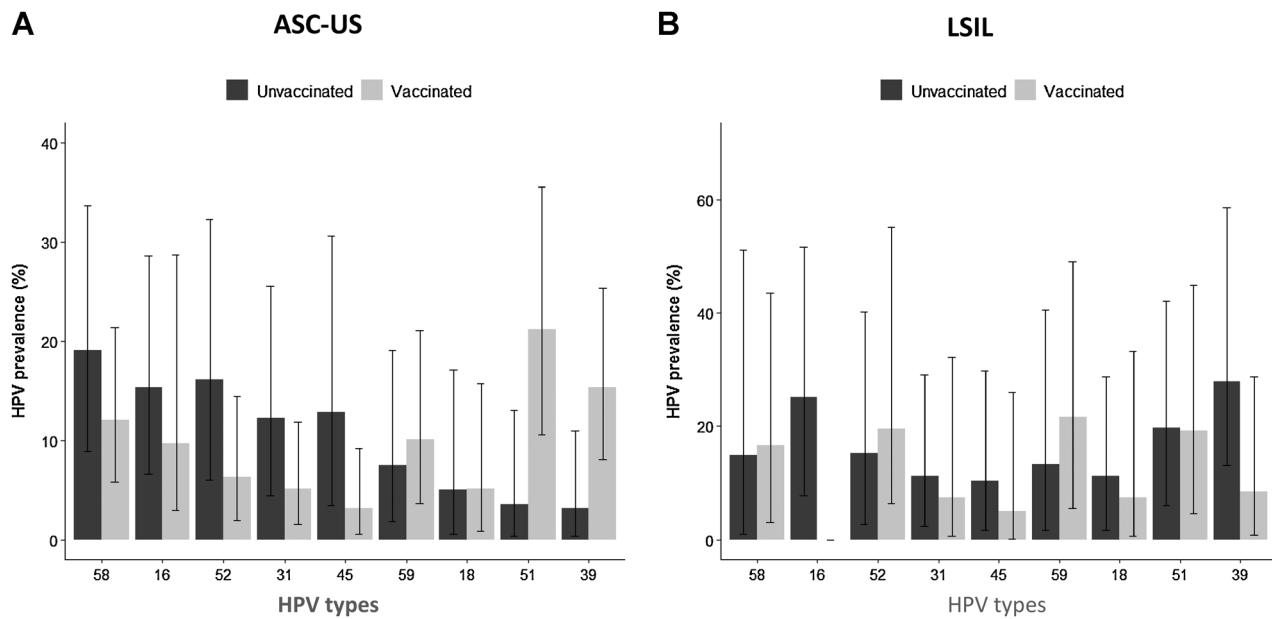 A
ASC-US
Unvaccinated Vaccinated
HPV prevalence (%)
40
30
20
10
0
58 16 52 31 45 59 18 51 39
HPV types
B
LSIL
Unvaccinated Vaccinated
HPV prevalence (%)
60
40
20
0
58 16 52 31 45 59 18 51 39
HPV types